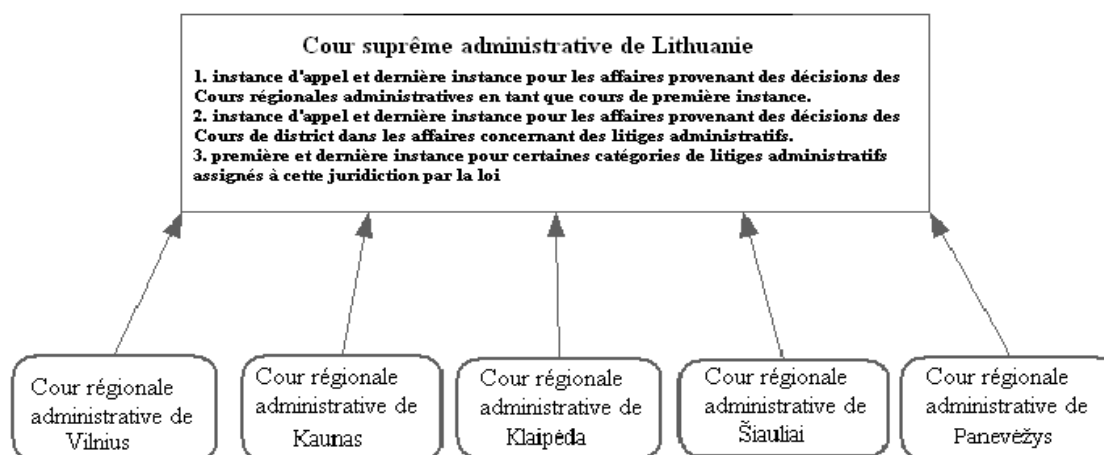 Cour suprême administrative de Lithuanie
1. instance d'appel et dernière instance pour les affaires provenant des décisions des
Cours régionales administratives en tant que cours de première instance.
2. instance d'appel et dernière instance pour les affaires provenant des décisions des
Cours de district dans les affaires concernant des litiges administratifs.
3. première et dernière instance pour certaines catégories de litiges administratifs
assignés à cette juridiction par la loi
Cour régionale
administrative de
Vilnius
Cour régionale
administrative de
Kaunas
Cour régionale
administrative de
Klaipėda
Cour régionale
administrative de
Šiauliai
Cour régionale
administrative de
Panevėžys